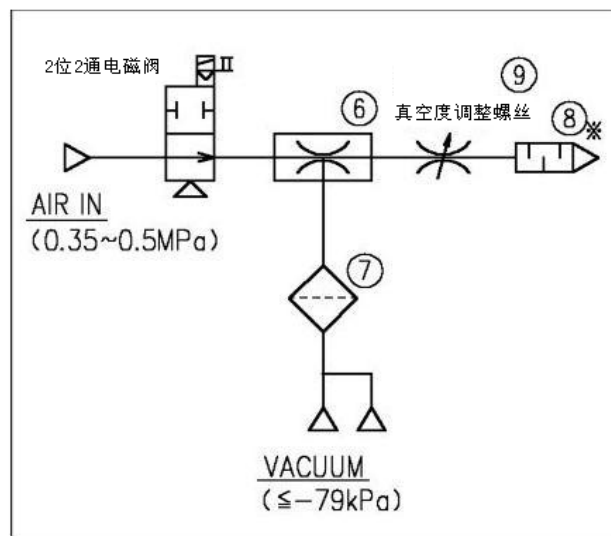 2位2通电磁阀
⑨
⑥
真空度调整螺丝
⑧※
AIR IN
(0.35~0.5MPa)
⑦
VACUUM
(≦-79kPa)